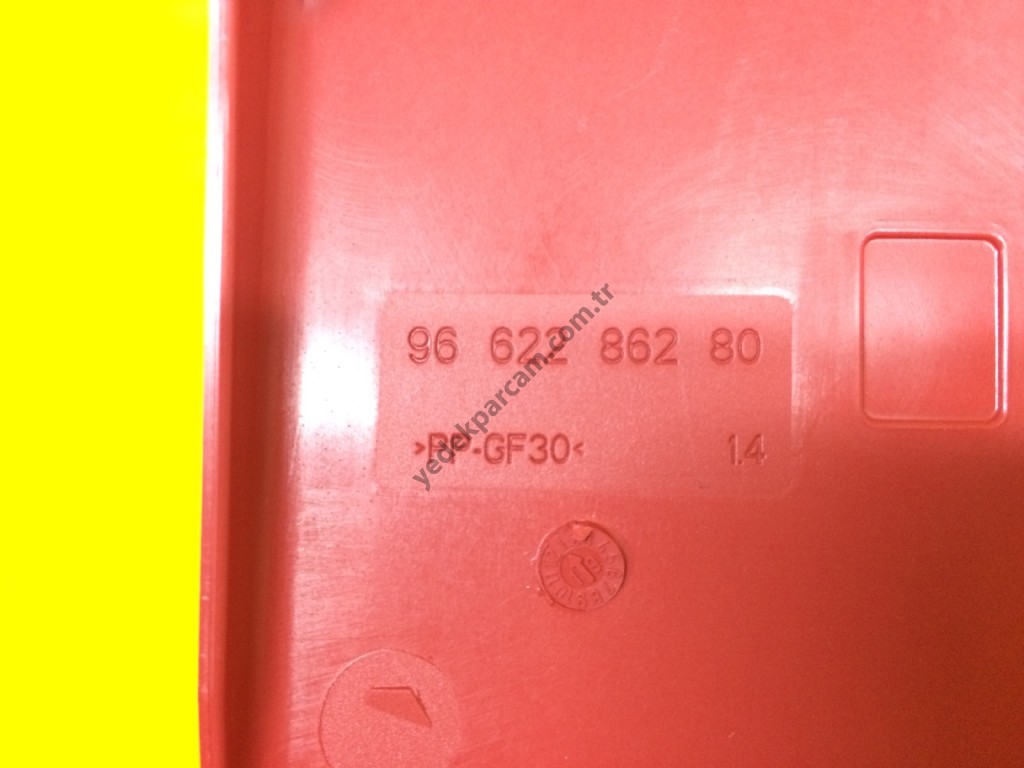 96 622 862 80
>PP-GF30< 1.4
yedekparcam.com.tr